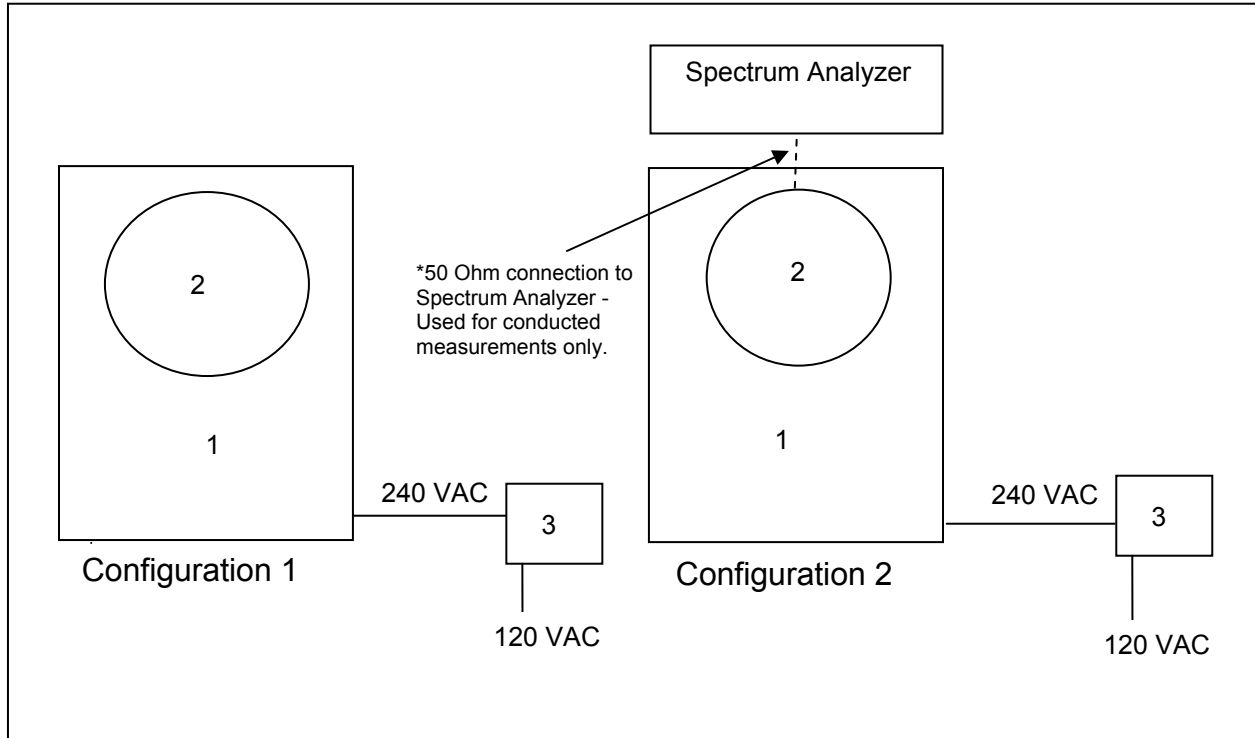 Spectrum Analyzer
2
1
240 VAC
3
120 VAC
Configuration 1
*50 Ohm connection to
Spectrum Analyzer -
Used for conducted
measurements only.
2
1
240 VAC
3
120 VAC
Configuration 2